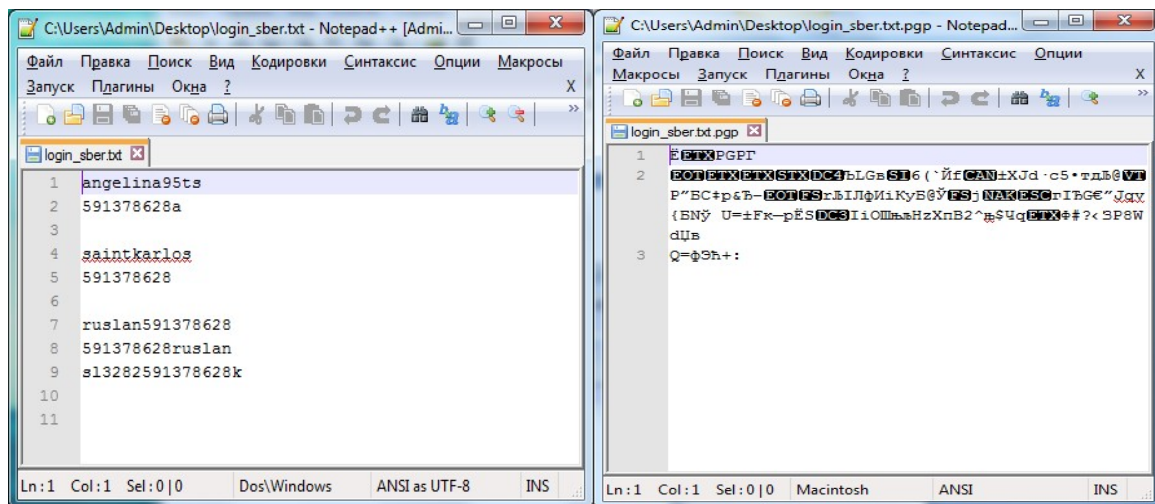 C:\Users\Admin\Desktop\login_sber.txt - Notepad++ [Admi...
Файл Правка Поиск Вид Кодировки Синтаксис Опции Макросы
Запуск Плагины Окна ? X
login_sber.txt
1 angelina95ts
2 591378628a
3
4 saintkarlos
5 591378628
6
7 ruslan591378628
8 591378628ruslan
9 sl3282591378628k
10
11
Ln:1 Col:1 Sel:0|0 Dos\Windows ANSI as UTF-8 INS
C:\Users\Admin\Desktop\login_sber.txt.pgp - Notepad...
Файл Правка Поиск Вид Кодировки Синтаксис Опции
Макросы Запуск Плагины Окна ? X
login_sber.txt.pgp
1 ЁETXPGPГ
2
dЏв
3 Q=фЭћ+:
Ln:1 Col:1 Sel:0|0 Macintosh ANSI INS